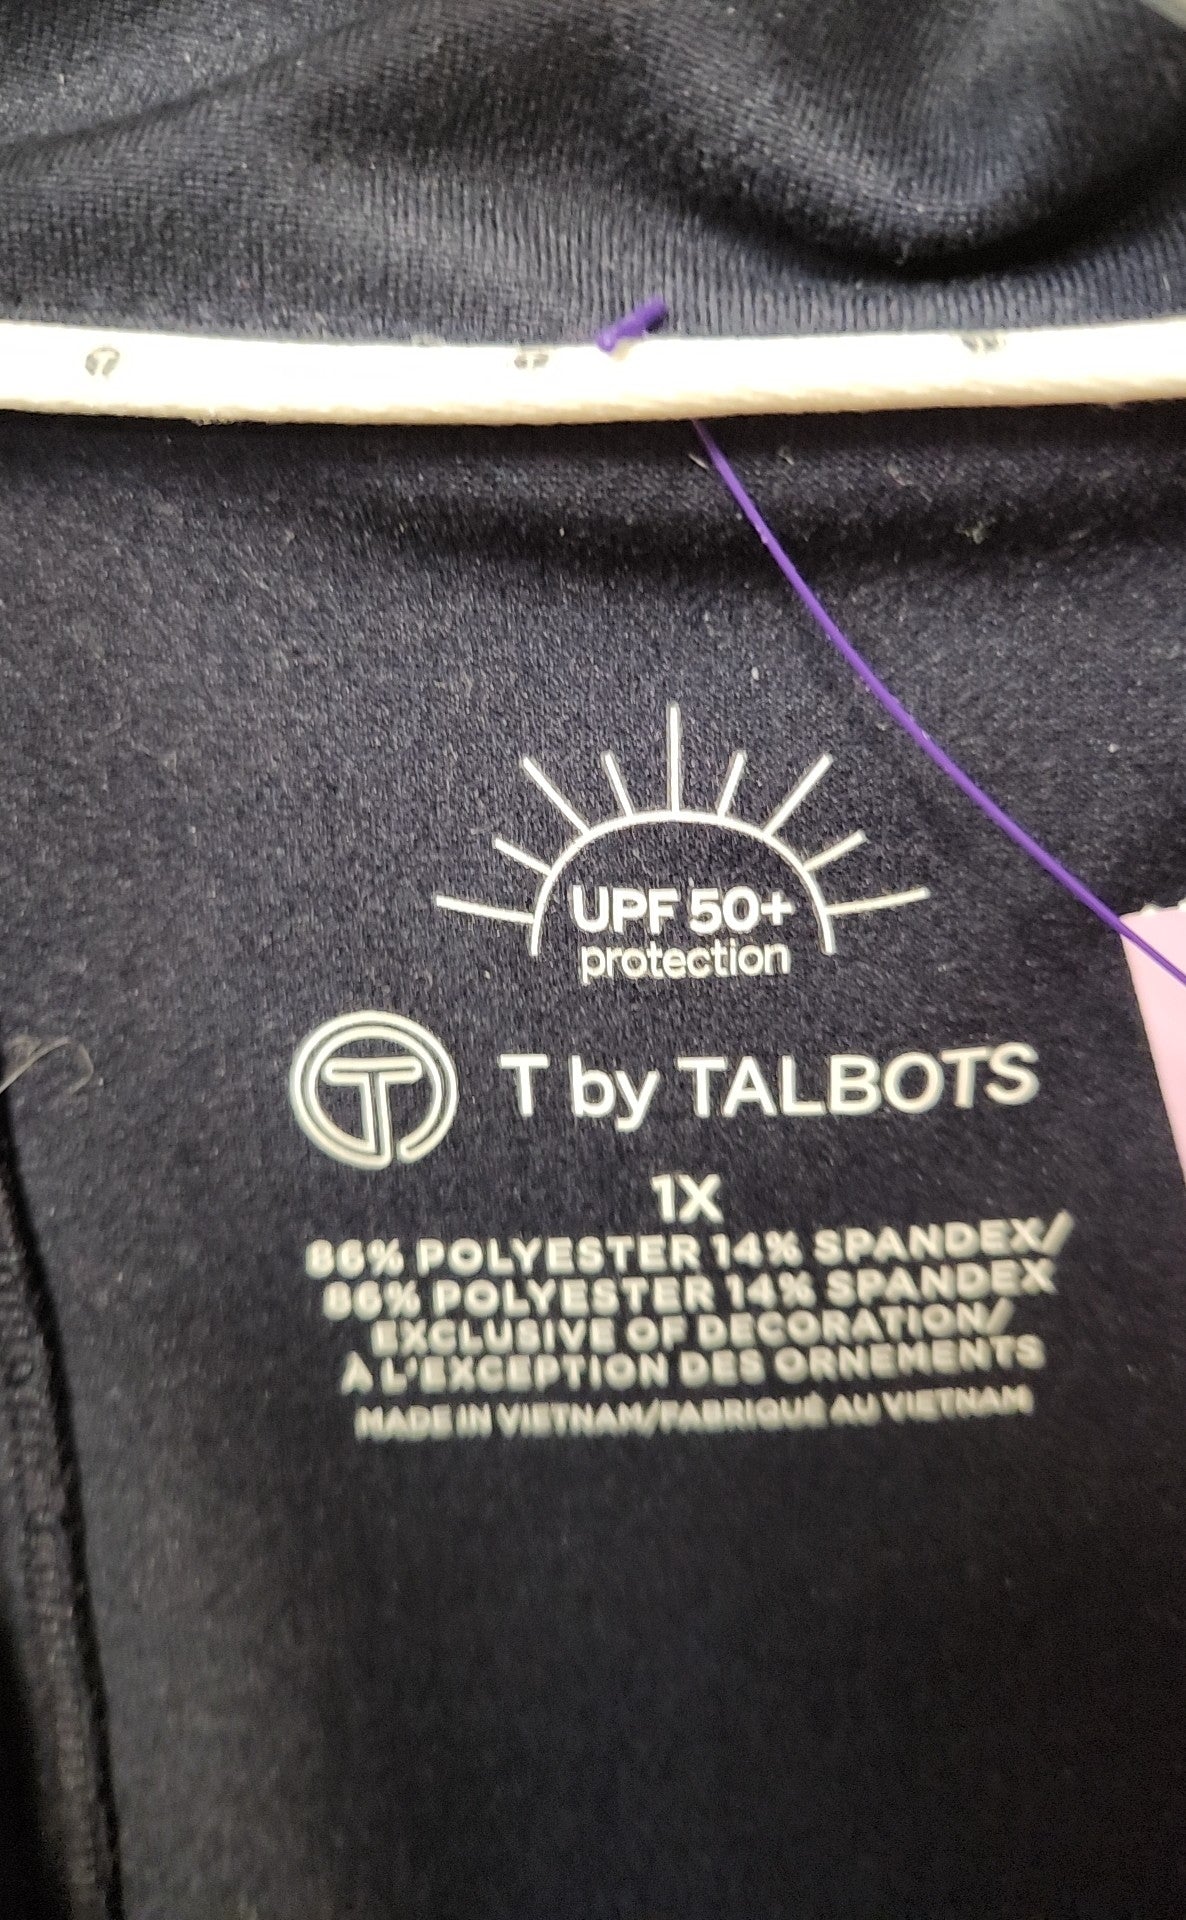 UPF 50+
protection
T T by TALBOTS
1X
86% POLYESTER 14% SPANDEX/
86% POLYESTER 14% SPANDEX
EXCLUSIVE OF DECORATION/
À L'EXCEPTION DES ORNEMENTS
MADE IN VIETNAM/FABRIQUÉ AU VIETNAM